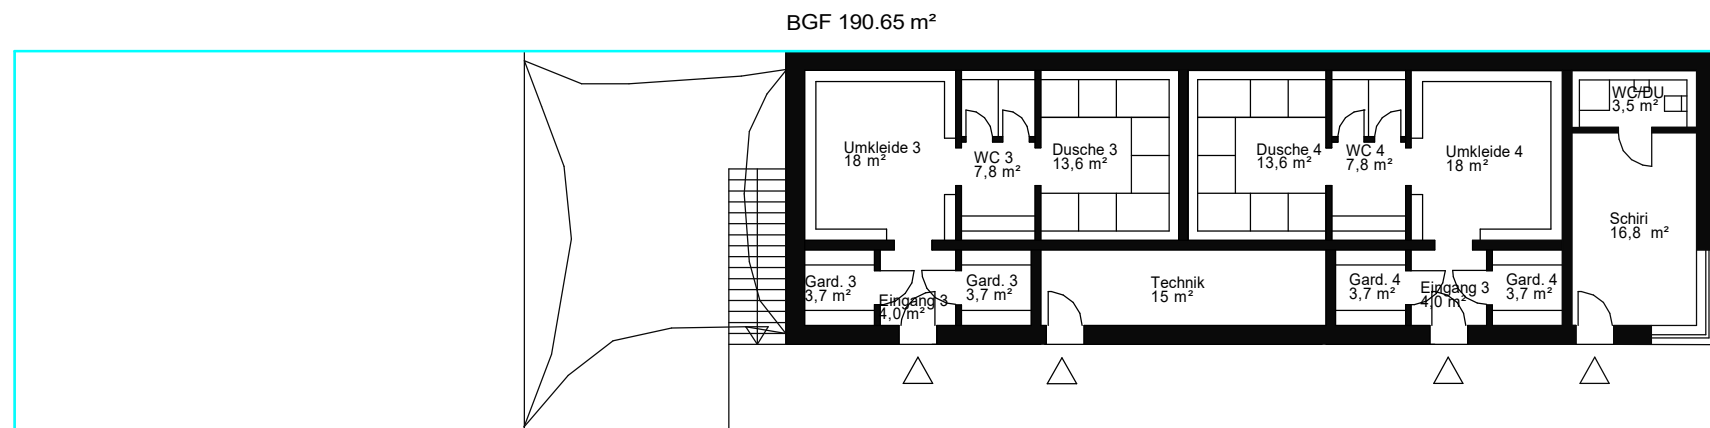 BGF 190.65 m²
WC/DU
3,5 m²
Umkleide 3
18 m²
WC 3
7,8 m²
Dusche 3
13,6 m²
Dusche 4
13,6 m²
WC 4
7,8 m²
Umkleide 4
18 m²
Schiri
16,8 m²
Gard. 3
3,7 m²
Eingang 3
4,0 m²
Gard. 3
3,7 m²
Technik
15 m²
Gard. 4
3,7 m²
Eingang 3
4,0 m²
Gard. 4
3,7 m²